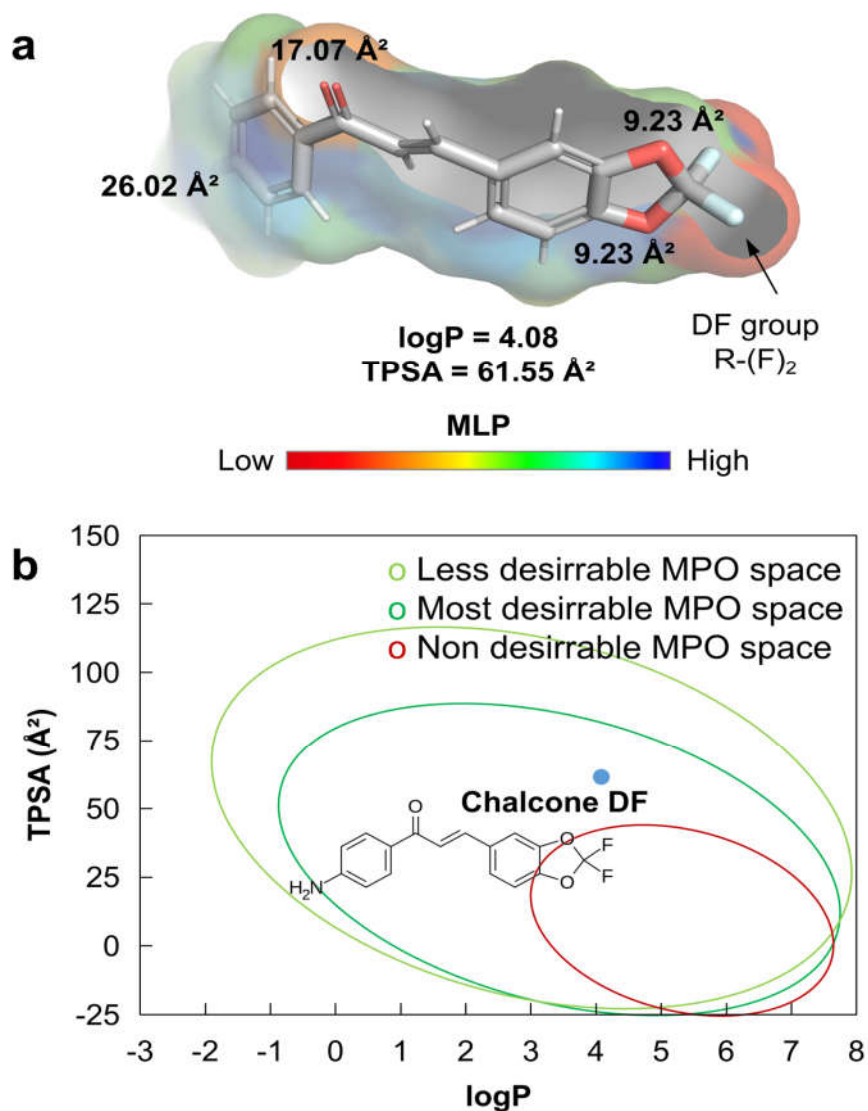 a
17.07 Å²
9.23 Å²
26.02 Å²
9.23 Å²
DF group
R-(F)₂
logP = 4.08
TPSA = 61.55 Å²
MLP
Low High
b
150
125
100
75
50
25
0
-25
TPSA (Å²)
o Less desirrable MPO space
o Most desirrable MPO space
o Non desirrable MPO space
Chalcone DF
O
O
F
F
O
H₂N
-3 -2 -1 0 1 2 3 4 5 6 7 8
logP